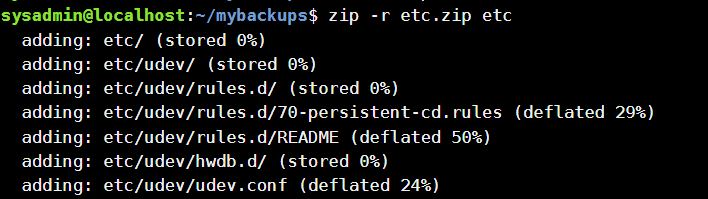 sysadmin@localhost:~/mybackups$ zip -r etc.zip etc
adding: etc/ (stored 0%)
adding: etc/udev/ (stored 0%)
adding: etc/udev/rules.d/ (stored 0%)
adding: etc/udev/rules.d/70-persistent-cd.rules (deflated 29%)
adding: etc/udev/rules.d/README (deflated 50%)
adding: etc/udev/hwdb.d/ (stored 0%)
adding: etc/udev/udev.conf (deflated 24%)